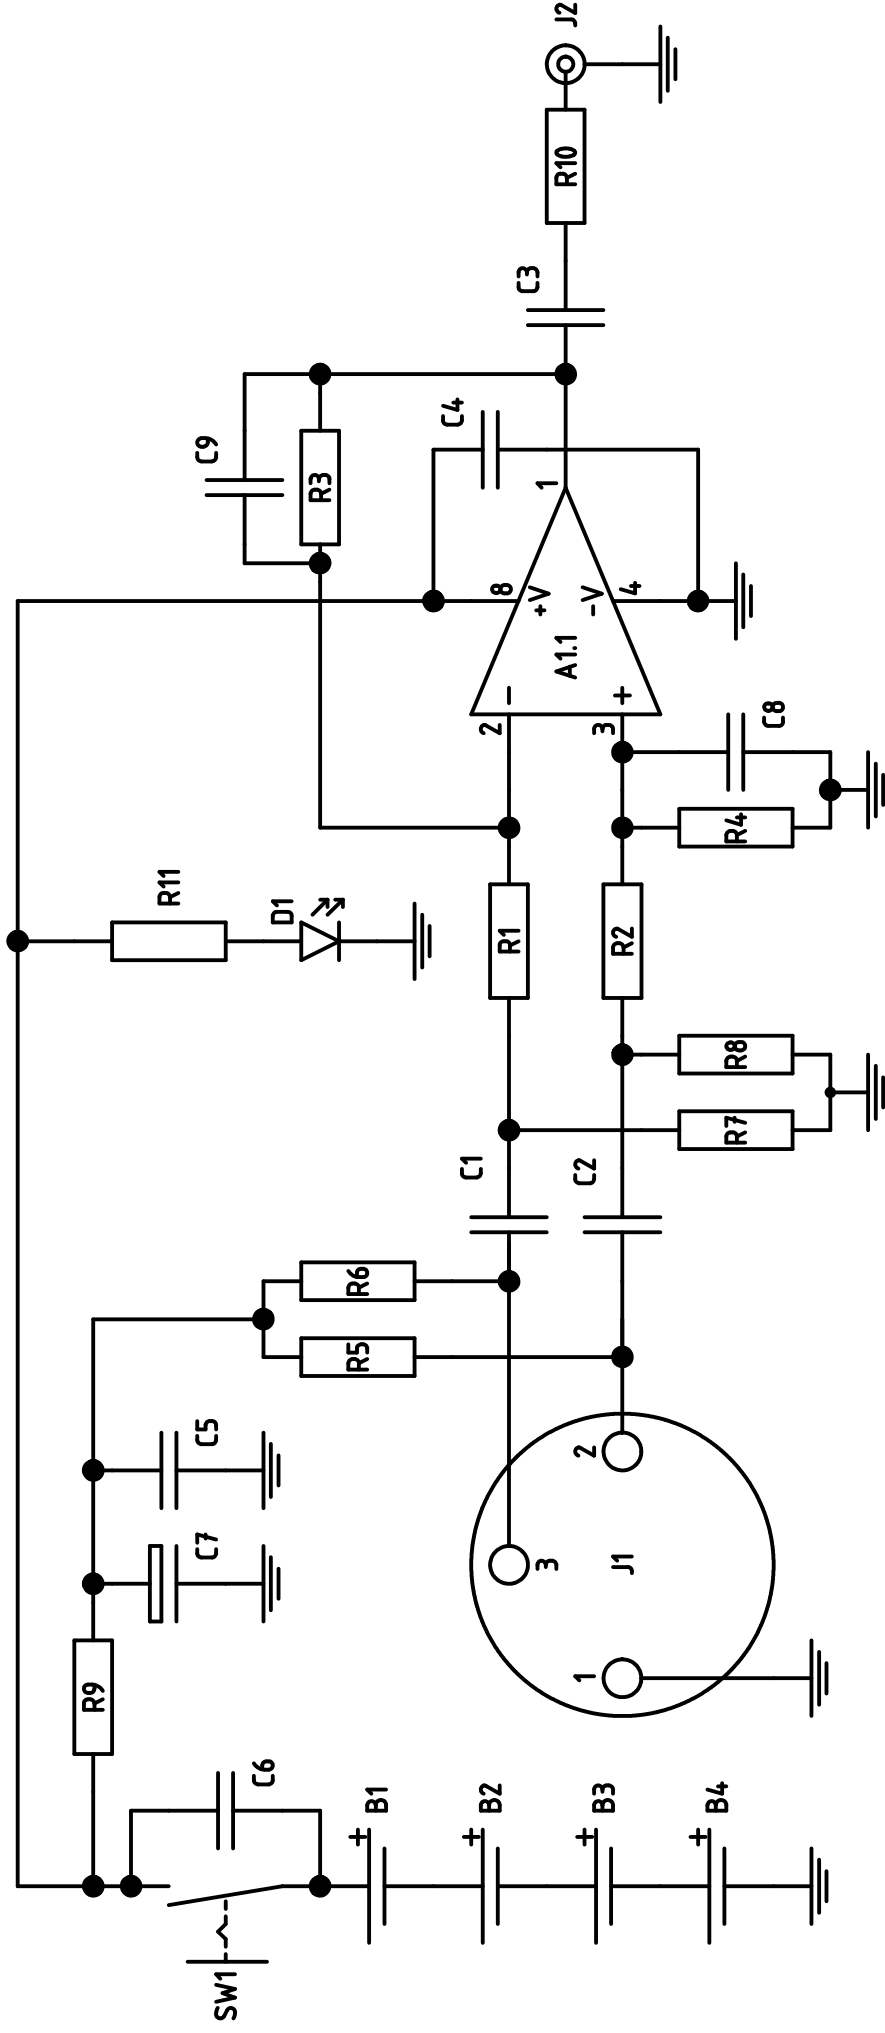 J2
R10
C3
C9
R3
C4
1
8
+V
-V
4
A1.1
2
-
3
+
C8
R4
R11
D1
R1
R2
R8
R7
C1
C2
R6
R5
C5
C7
2
3
J1
1
R9
C6
SW1
+
B1
+
B2
+
B3
+
B4